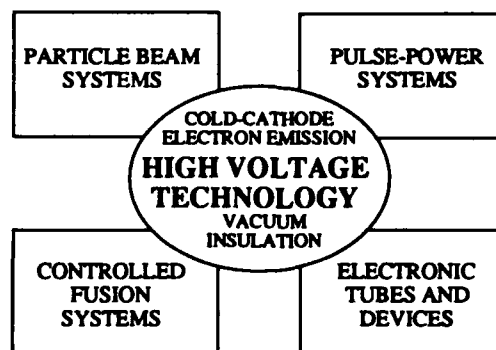 PARTICLE BEAM
SYSTEMS
PULSE-POWER
SYSTEMS
COLD-CATHODE
ELECTRON EMISSION
HIGH VOLTAGE
TECHNOLOGY
VACUUM
INSULATION
CONTROLLED
FUSION
SYSTEMS
ELECTRONIC
TUBES AND
DEVICES